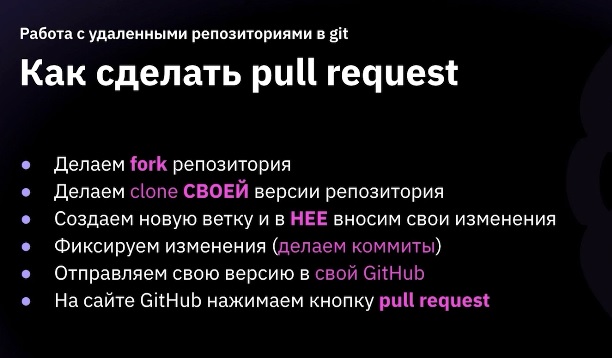 Работа с удаленными репозиториями в git
Как сделать pull request
● Делаем fork репозитория
● Делаем clone СВОЕЙ версии репозитория
● Создаем новую ветку и в НЕЕ вносим свои изменения
● Фиксируем изменения (делаем коммиты)
● Отправляем свою версию в свой GitHub
● На сайте GitHub нажимаем кнопку pull request